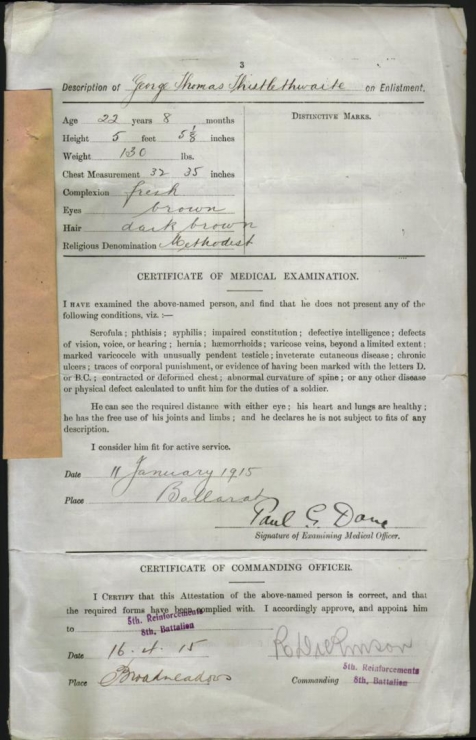 3
Description of George Thomas Thistlethwaite on Enlistment.
Age 22 years 8 months
Height 5 feet 5 1/8 inches
Weight 130 lbs.
Chest Measurement 32 35 inches
Complexion fresh
Eyes brown
Hair dark brown
Religious Denomination Methodist
DISTINCTIVE MARKS.
CERTIFICATE OF MEDICAL EXAMINATION.
I HAVE examined the above-named person, and find that he does not present any of the
following conditions, viz. :—
Scrofula ; phthisis ; syphilis ; impaired constitution ; defective intelligence ; defects
of vision, voice, or hearing ; hernia ; hæmorrhoids ; varicose veins, beyond a limited extent ;
marked varicocele with unusually pendent testicle ; inveterate cutaneous disease ; chronic
ulcers ; traces of corporal punishment, or evidence of having been marked with the letters D.
or B.C. ; contracted or deformed chest ; abnormal curvature of spine ; or any other disease
or physical defect calculated to unfit him for the duties of a soldier.
He can see the required distance with either eye ; his heart and lungs are healthy ;
he has the free use of his joints and limbs ; and he declares he is not subject to fits of any
description.
I consider him fit for active service.
Date 11 January 1915
Place Ballarat
Paul G. Dane
Signature of Examining Medical Officer.
CERTIFICATE OF COMMANDING OFFICER.
I CERTIFY that this Attestation of the above-named person is correct, and that
the required forms have been complied with. I accordingly approve, and appoint him
to 5th. Reinforcements
8th. Battalion
Date 16.4.15
Place Broadmeadows
Commanding 5th. Reinforcements
8th. Battalion